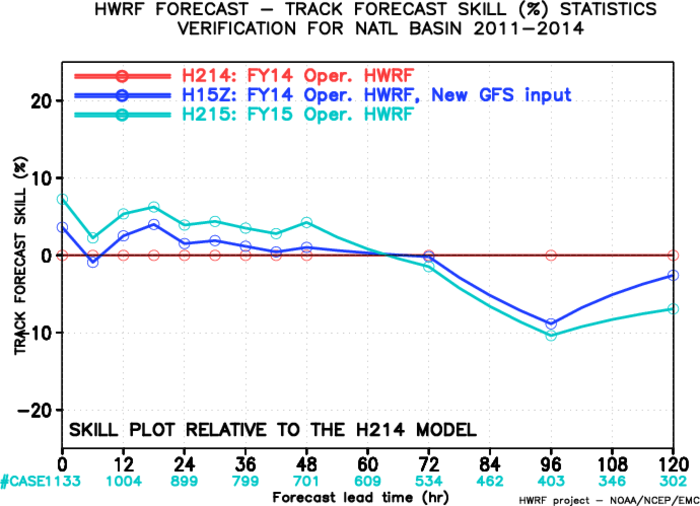 HWRF FORECAST − TRACK FORECAST SKILL (%) STATISTICS
VERIFICATION FOR NATL BASIN 2011−2014
H214: FY14 Oper. HWRF
H15Z: FY14 Oper. HWRF, New GFS input
H215: FY15 Oper. HWRF
TRACK FORECAST SKILL (%)
20
10
0
−10
−20
SKILL PLOT RELATIVE TO THE H214 MODEL
0 12 24 36 48 60 72 84 96 108 120
#CASE1133 1004 899 799 701 609 534 462 403 346 302
Forecast lead time (hr)
HWRF project − NOAA/NCEP/EMC